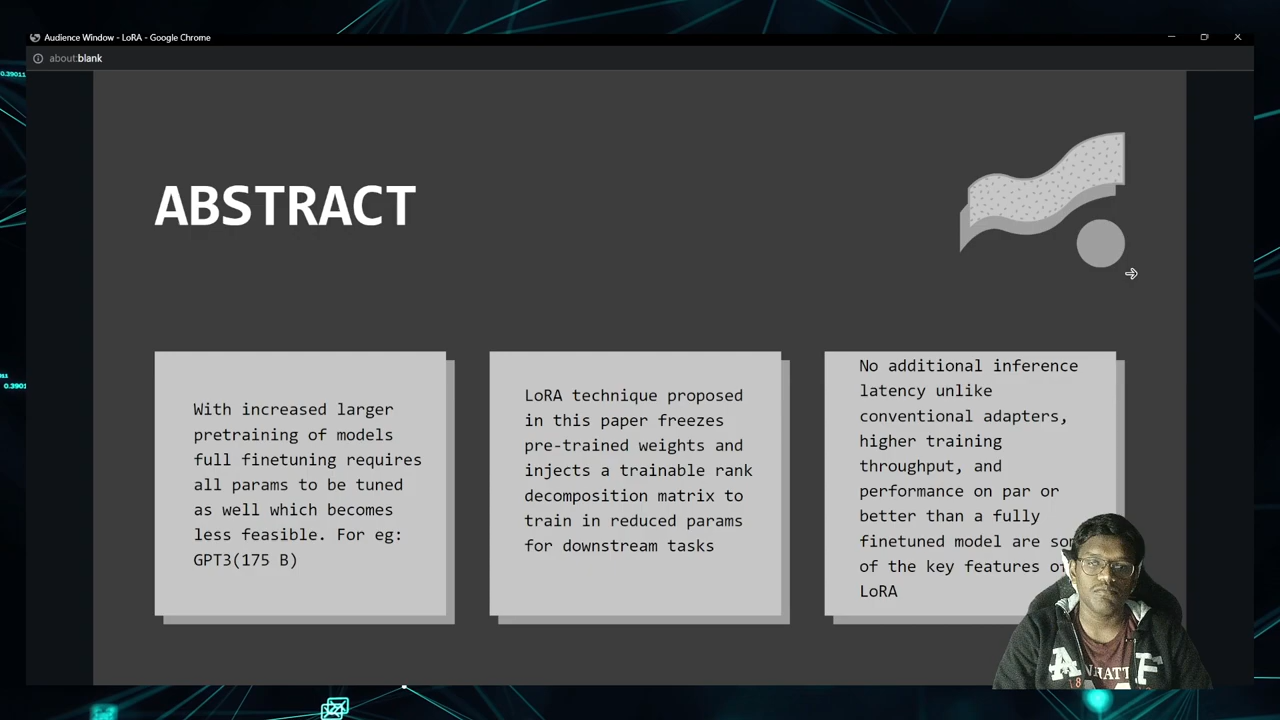 0.39011
Audience Window - LoRA - Google Chrome
about:blank
ABSTRACT
With increased larger
pretraining of models
full finetuning requires
all params to be tuned
as well which becomes
less feasible. For eg:
GPT3(175 B)
LoRA technique proposed
in this paper freezes
pre-trained weights and
injects a trainable rank
decomposition matrix to
train in reduced params
for downstream tasks
No additional inference
latency unlike
conventional adapters,
higher training
throughput, and
performance on par or
better than a fully
finetuned model are
of the key features
LoRA
0.3901